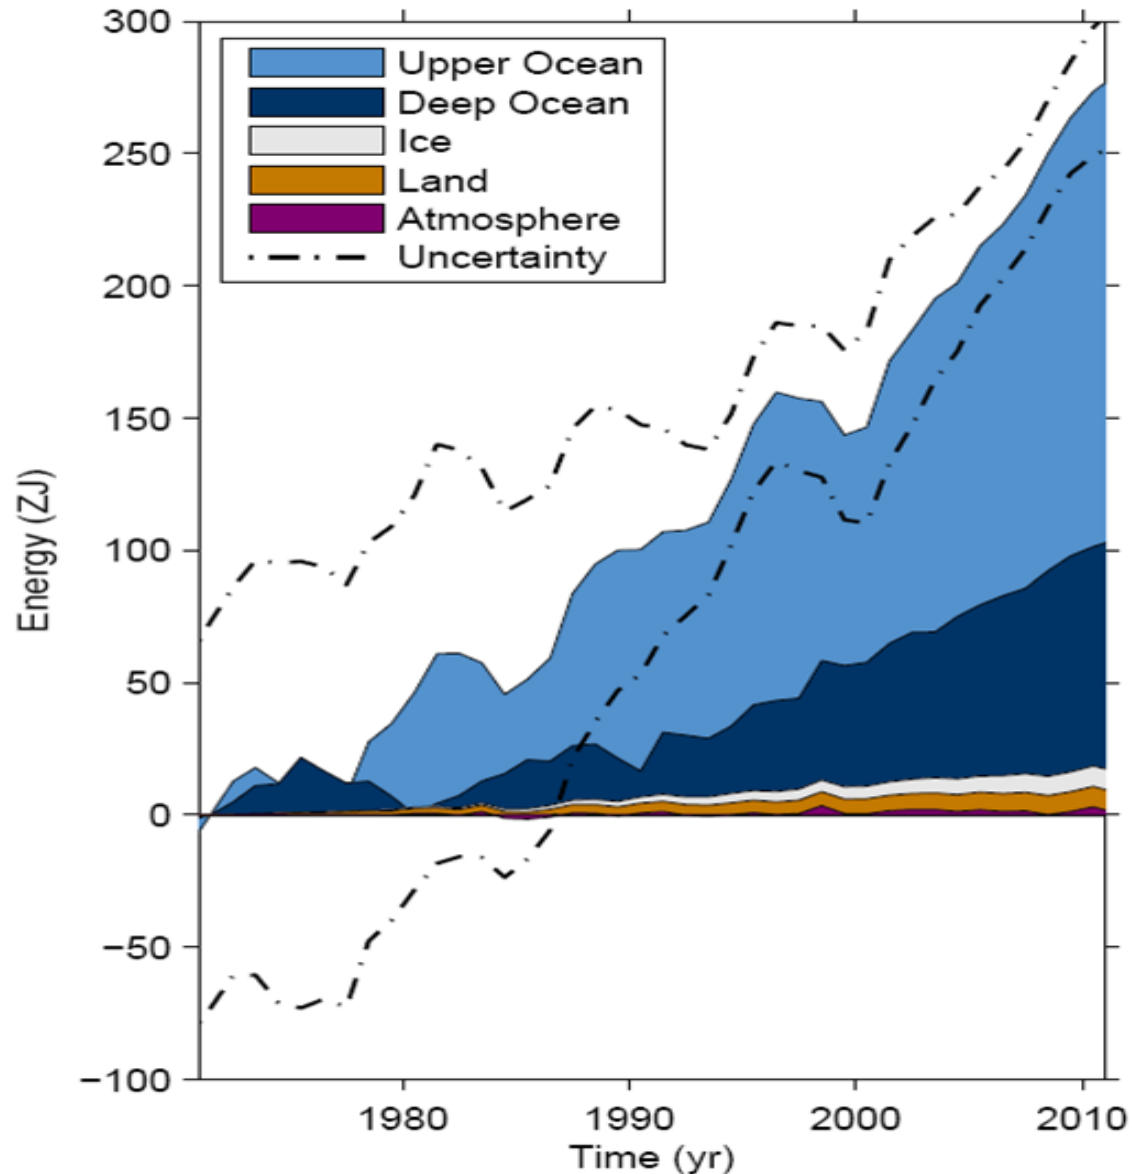 300
250
200
150
100
50
0
−50
−100
Energy (ZJ)
Upper Ocean
Deep Ocean
Ice
Land
Atmosphere
Uncertainty
1980
1990
2000
2010
Time (yr)